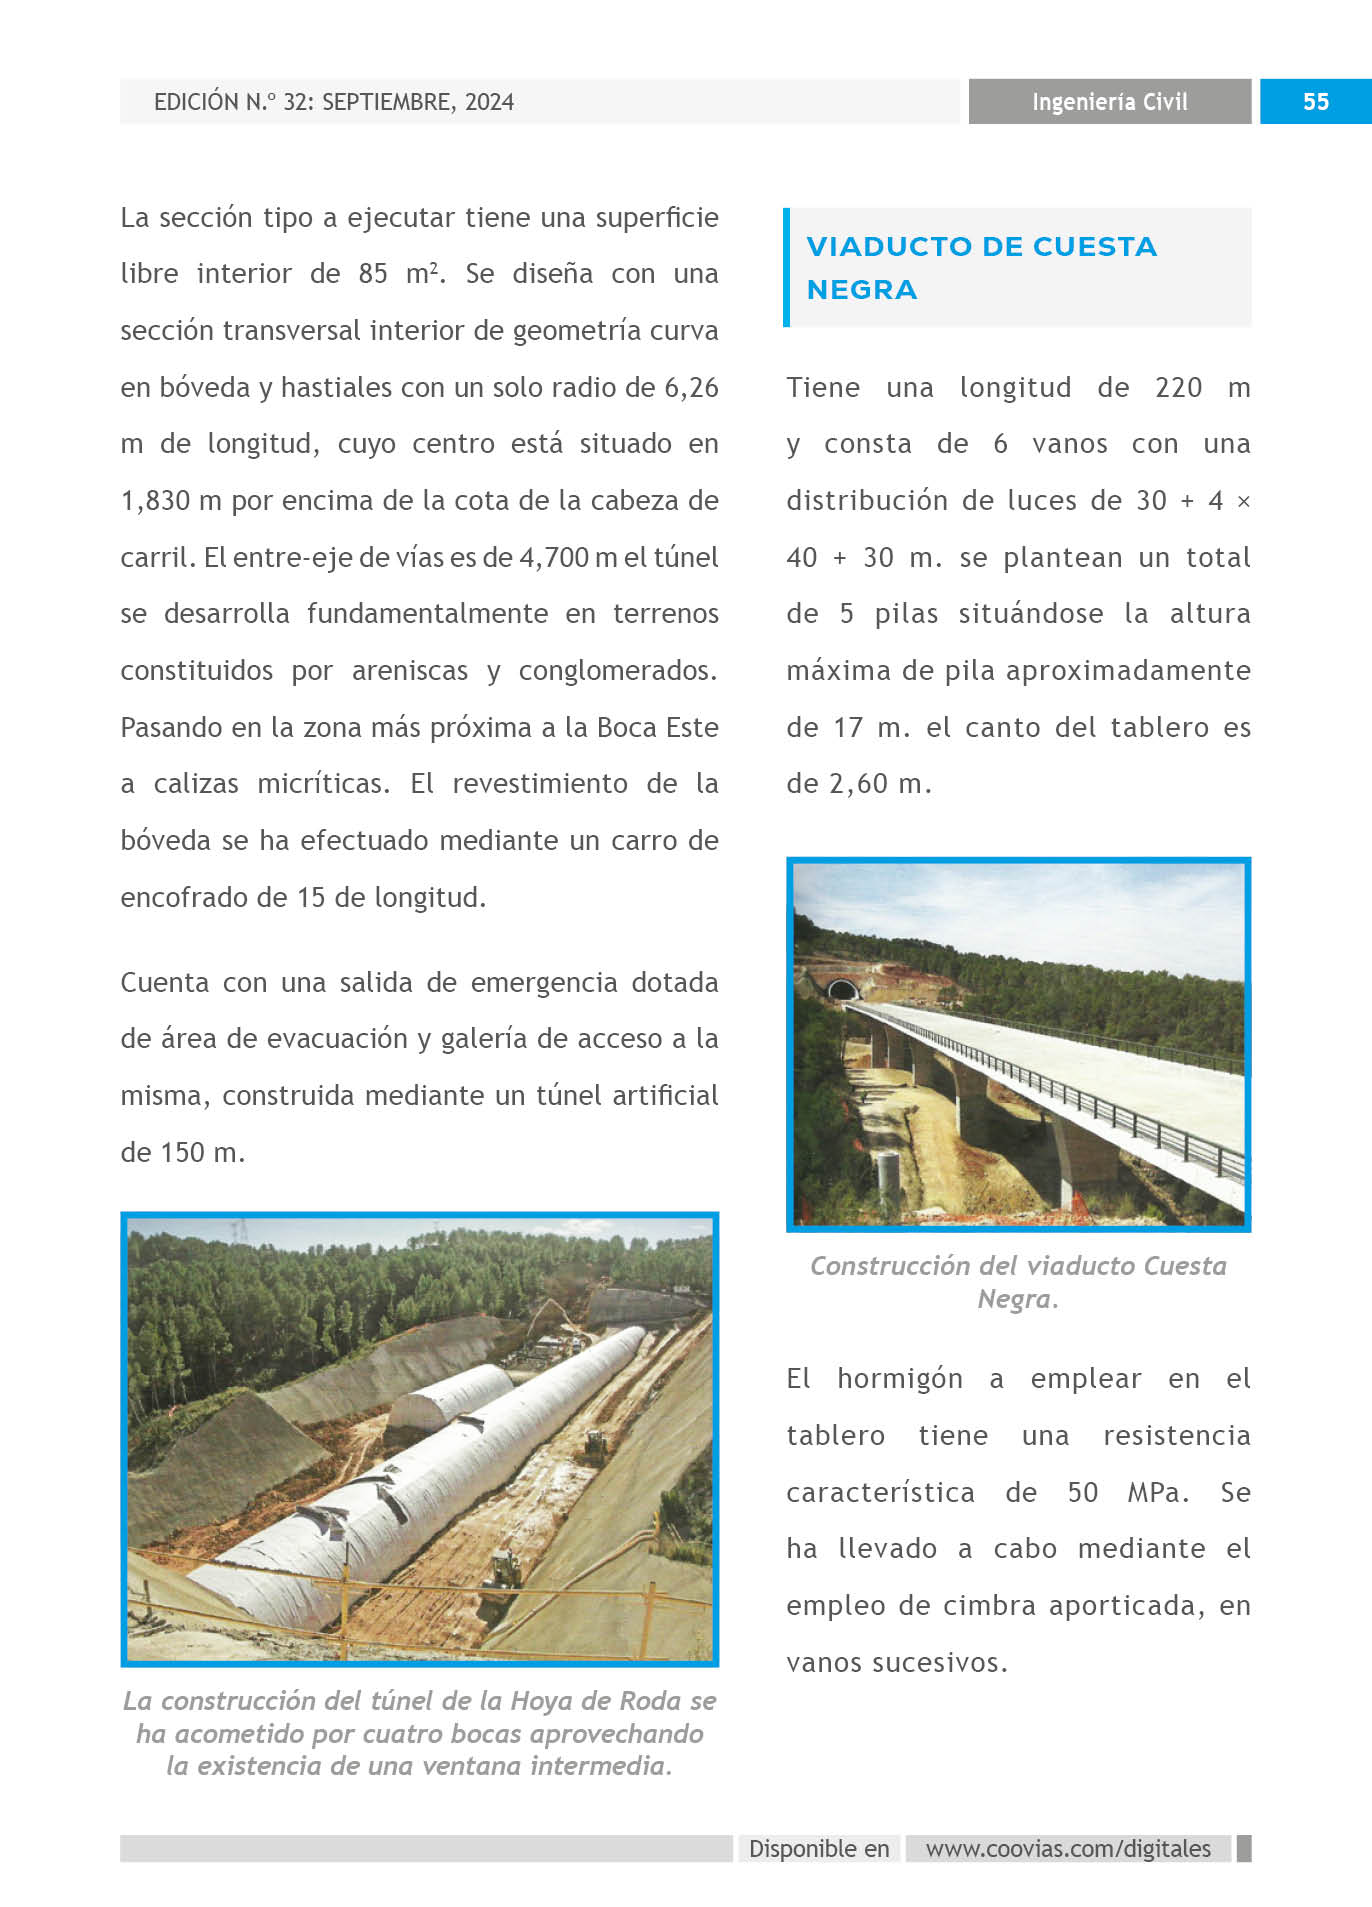 EDICIÓN N.º 32: SEPTIEMBRE, 2024
Ingeniería Civil
55
La sección tipo a ejecutar tiene una superficie
libre interior de 85 m². Se diseña con una
sección transversal interior de geometría curva
en bóveda y hastiales con un solo radio de 6,26
m de longitud, cuyo centro está situado en
1,830 m por encima de la cota de la cabeza de
carril. El entre-eje de vías es de 4,700 m el túnel
se desarrolla fundamentalmente en terrenos
constituidos por areniscas y conglomerados.
Pasando en la zona más próxima a la Boca Este
a calizas micríticas. El revestimiento de la
bóveda se ha efectuado mediante un carro de
encofrado de 15 de longitud.
Cuenta con una salida de emergencia dotada
de área de evacuación y galería de acceso a la
misma, construida mediante un túnel artificial
de 150 m.
La construcción del túnel de la Hoya de Roda se
ha acometido por cuatro bocas aprovechando
la existencia de una ventana intermedia.
VIADUCTO DE CUESTA
NEGRA
Tiene una longitud de 220 m
y consta de 6 vanos con una
distribución de luces de 30 + 4 ×
40 + 30 m. se plantean un total
de 5 pilas situándose la altura
máxima de pila aproximadamente
de 17 m. el canto del tablero es
de 2,60 m.
Construcción del viaducto Cuesta
Negra.
El hormigón a emplear en el
tablero tiene una resistencia
característica de 50 MPa. Se
ha llevado a cabo mediante el
empleo de cimbra aporticada, en
vanos sucesivos.
Disponible en
www.coovias.com/digitales